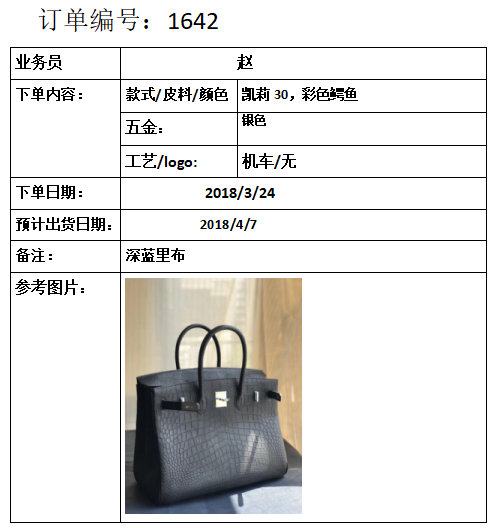 订单编号：1642
业务员 赵
下单内容： 款式/皮料/颜色 凯莉 30，彩色鳄鱼
五金： 银色
工艺/logo: 机车/无
下单日期： 2018/3/24
预计出货日期： 2018/4/7
备注： 深蓝里布
参考图片：